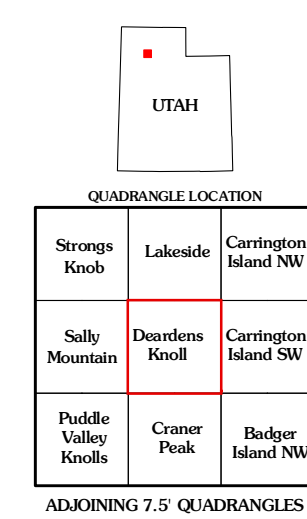 UTAH
QUADRANGLE LOCATION
Strongs
Knob
Lakeside
Carrington
Island NW
Sally
Mountain
Deardens
Knoll
Carrington
Island SW
Puddle
Valley
Knolls
Craner
Peak
Badger
Island NW
ADJOINING 7.5' QUADRANGLES